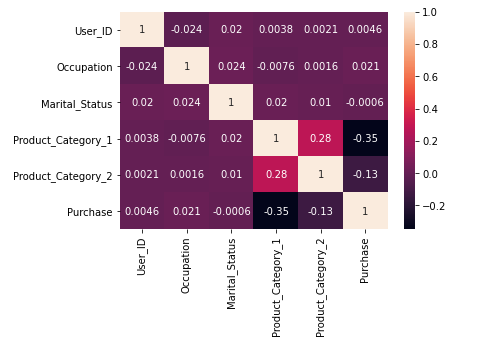 User_ID 1 -0.024 0.02 0.0038 0.0021 0.0046
Occupation -0.024 1 0.024 -0.0076 0.0016 0.021
Marital_Status 0.02 0.024 1 0.02 0.01 -0.0006
Product_Category_1 0.0038 -0.0076 0.02 1 0.28 -0.35
Product_Category_2 0.0021 0.0016 0.01 0.28 1 -0.13
Purchase 0.0046 0.021 -0.0006 -0.35 -0.13 1
User_ID
Occupation
Marital_Status
Product_Category_1
Product_Category_2
Purchase
1.0
0.8
0.6
0.4
0.2
0.0
−0.2